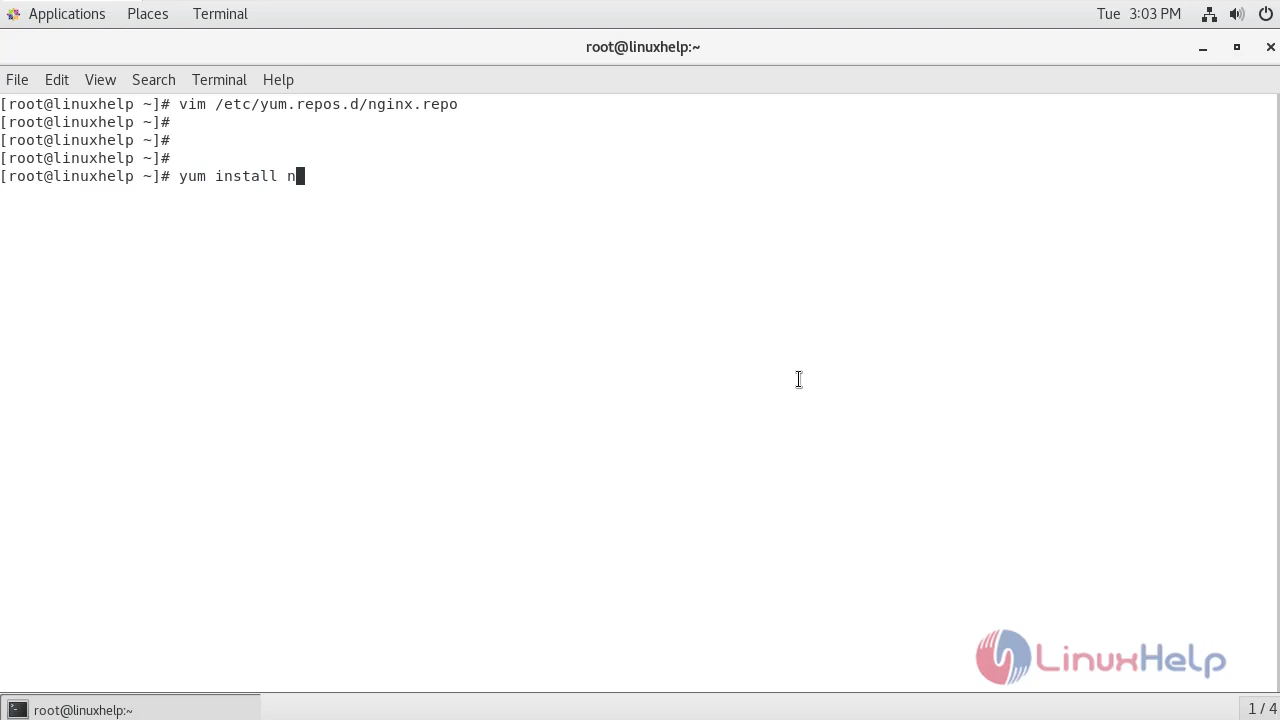 Applications Places Terminal Tue 3:03 PM
root@linuxhelp:~
File Edit View Search Terminal Help
[root@linuxhelp ~]# vim /etc/yum.repos.d/nginx.repo
[root@linuxhelp ~]#
[root@linuxhelp ~]#
[root@linuxhelp ~]#
[root@linuxhelp ~]# yum install n
LinuxHelp
root@linuxhelp:~ 1 / 4